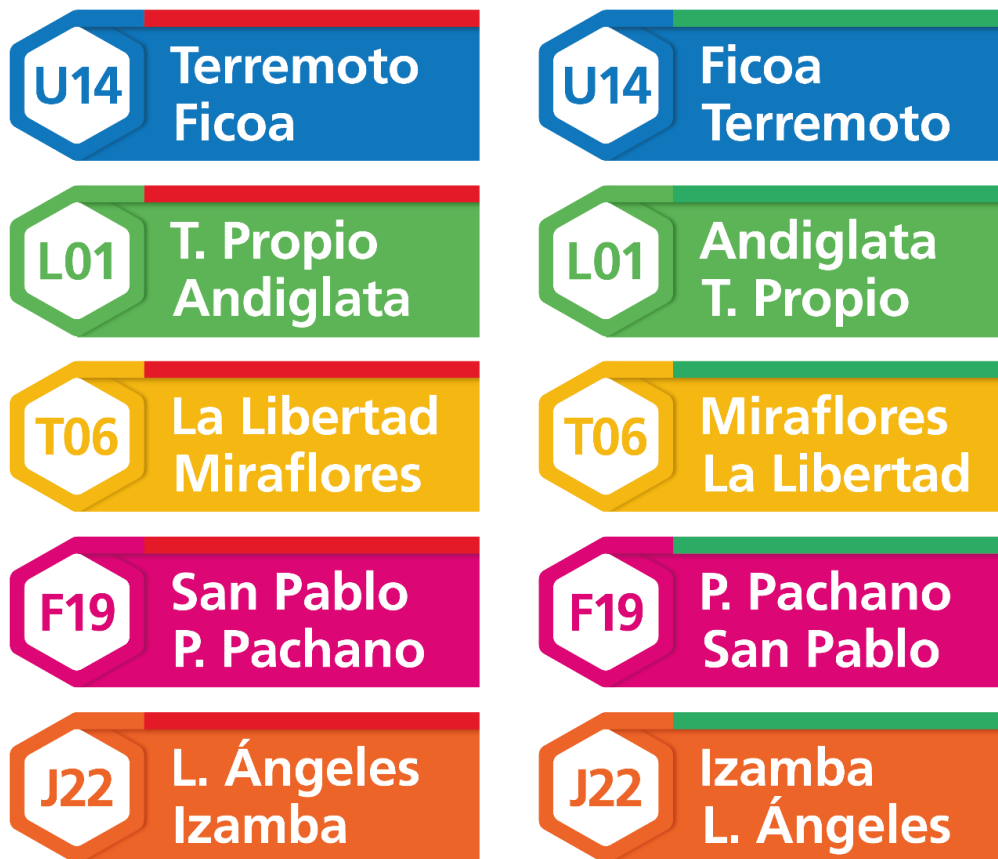 U14
Terremoto
Ficoa
U14
Ficoa
Terremoto
L01
T. Propio
Andiglata
L01
Andiglata
T. Propio
T06
La Libertad
Miraflores
T06
Miraflores
La Libertad
F19
San Pablo
P. Pachano
F19
P. Pachano
San Pablo
J22
L. Ángeles
Izamba
J22
Izamba
L. Ángeles